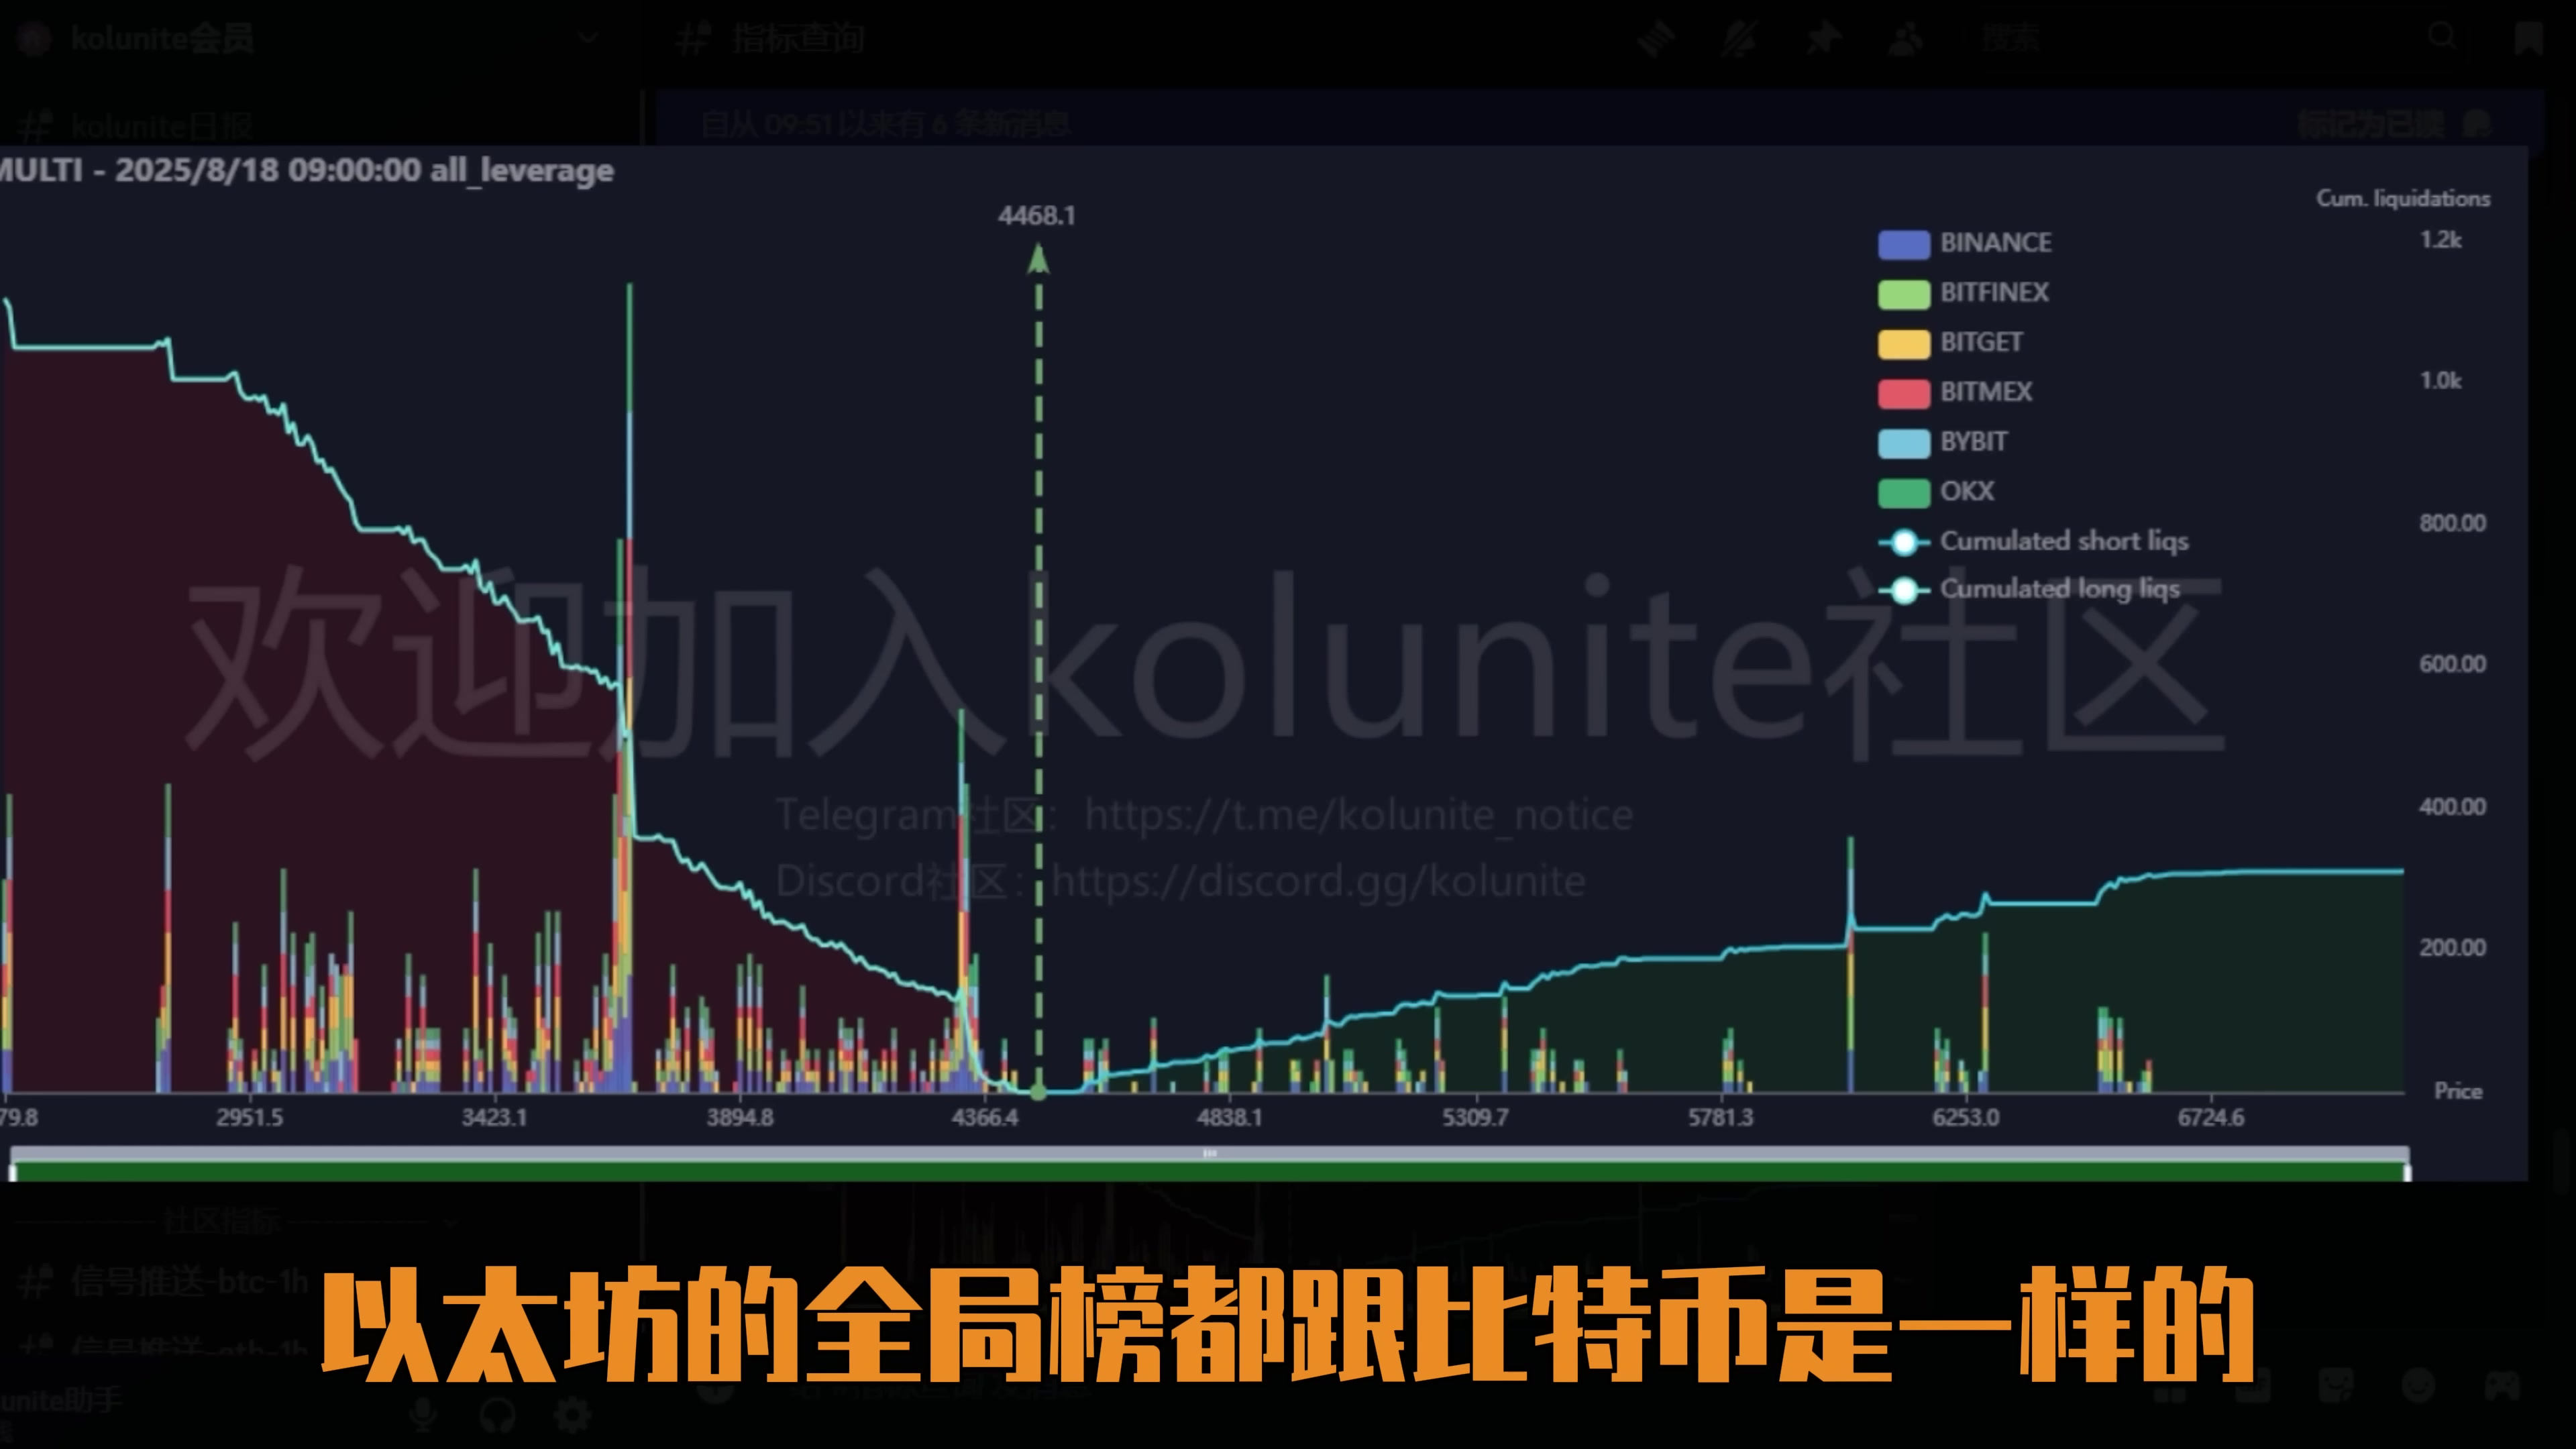 kolunite会员
指标查询
搜索
kolunite日报
自从 09:51 以来有 6 条新消息
标记为已读
MULTI - 2025/8/18 09:00:00 all_leverage
4468.1
Cum. liquidations
BINANCE
BITFINEX
BITGET
BITMEX
BYBIT
OKX
Cumulated short liqs
Cumulated long liqs
1.2k
1.0k
800.00
600.00
400.00
200.00
Price
欢迎加入kolunite社区
Telegram社区：https://t.me/kolunite_notice
Discord社区：https://discord.gg/kolunite
79.8
2951.5
3423.1
3894.8
4366.4
4838.1
5309.7
5781.3
6253.0
6724.6
社区指标
信号推送-btc-1h
信号推送-eth-1h
以太坊的全局榜都跟比特币是一样的
unite助手